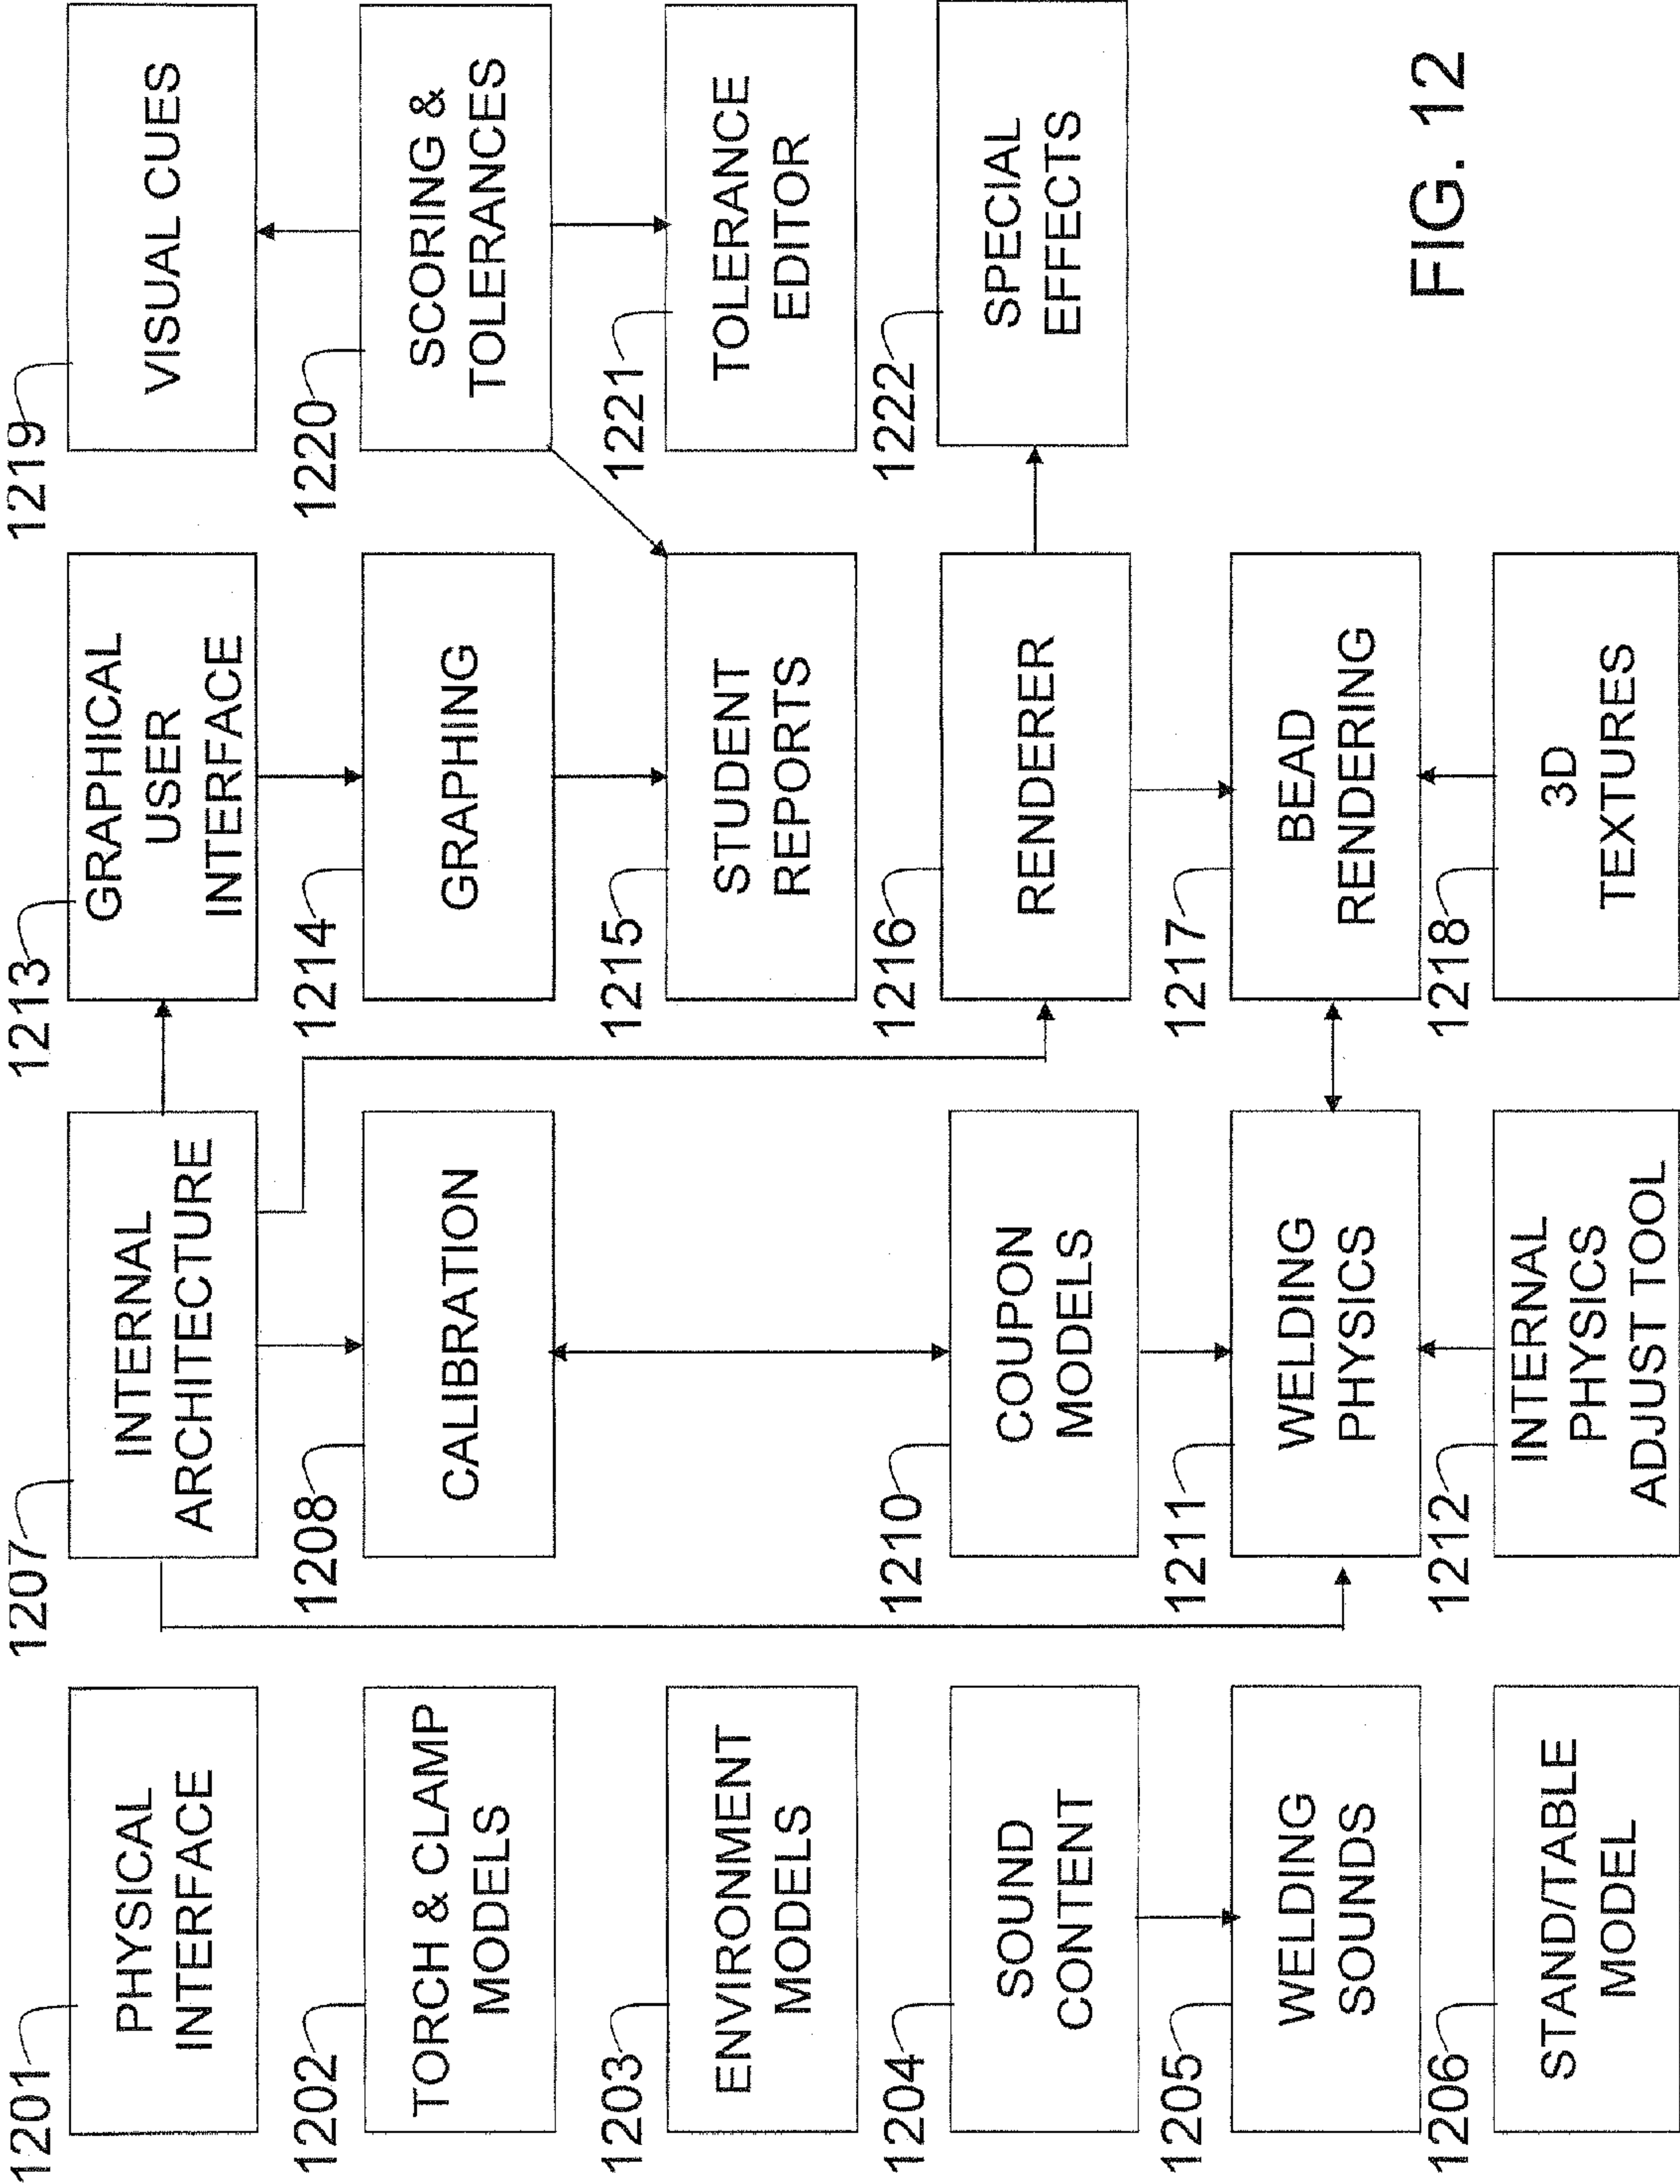 1201
PHYSICAL
INTERFACE
1202
TORCH & CLAMP
MODELS
1203
ENVIRONMENT
MODELS
1204
SOUND
CONTENT
1205
WELDING
SOUNDS
1206
STAND/TABLE
MODEL
1207
INTERNAL
ARCHITECTURE
1208
CALIBRATION
1210
COUPON
MODELS
1211
WELDING
PHYSICS
1212
INTERNAL
PHYSICS
ADJUST TOOL
1213
GRAPHICAL
USER
INTERFACE
1214
GRAPHING
1215
STUDENT
REPORTS
1216
RENDERER
1217
BEAD
RENDERING
1218
3D
TEXTURES
1219
VISUAL CUES
1220
SCORING &
TOLERANCES
1221
TOLERANCE
EDITOR
1222
SPECIAL
EFFECTS
FIG. 12